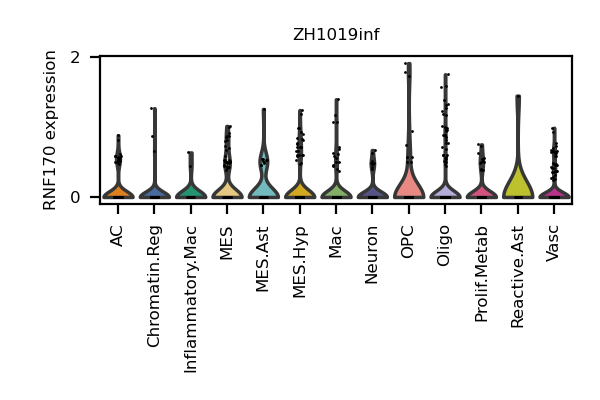 ZH1019inf
RNF170 expression
2
0
AC
Chromatin.Reg
Inflammatory.Mac
MES
MES.Ast
MES.Hyp
Mac
Neuron
OPC
Oligo
Prolif.Metab
Reactive.Ast
Vasc